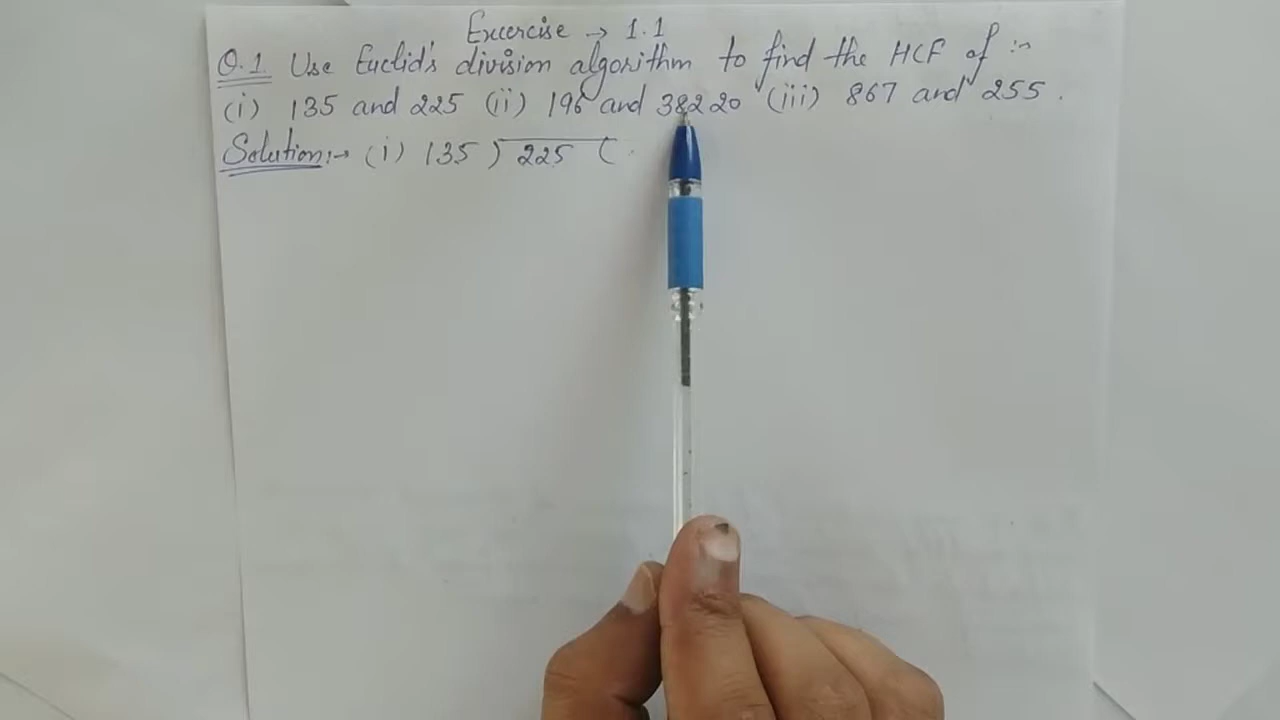 Excercise → 1.1
Q.1. Use Euclid's division algorithm to find the HCF of :-
(i) 135 and 225 (ii) 196 and 38220 (iii) 867 and 255.
Solution:→ (i) 135 ) 225 (